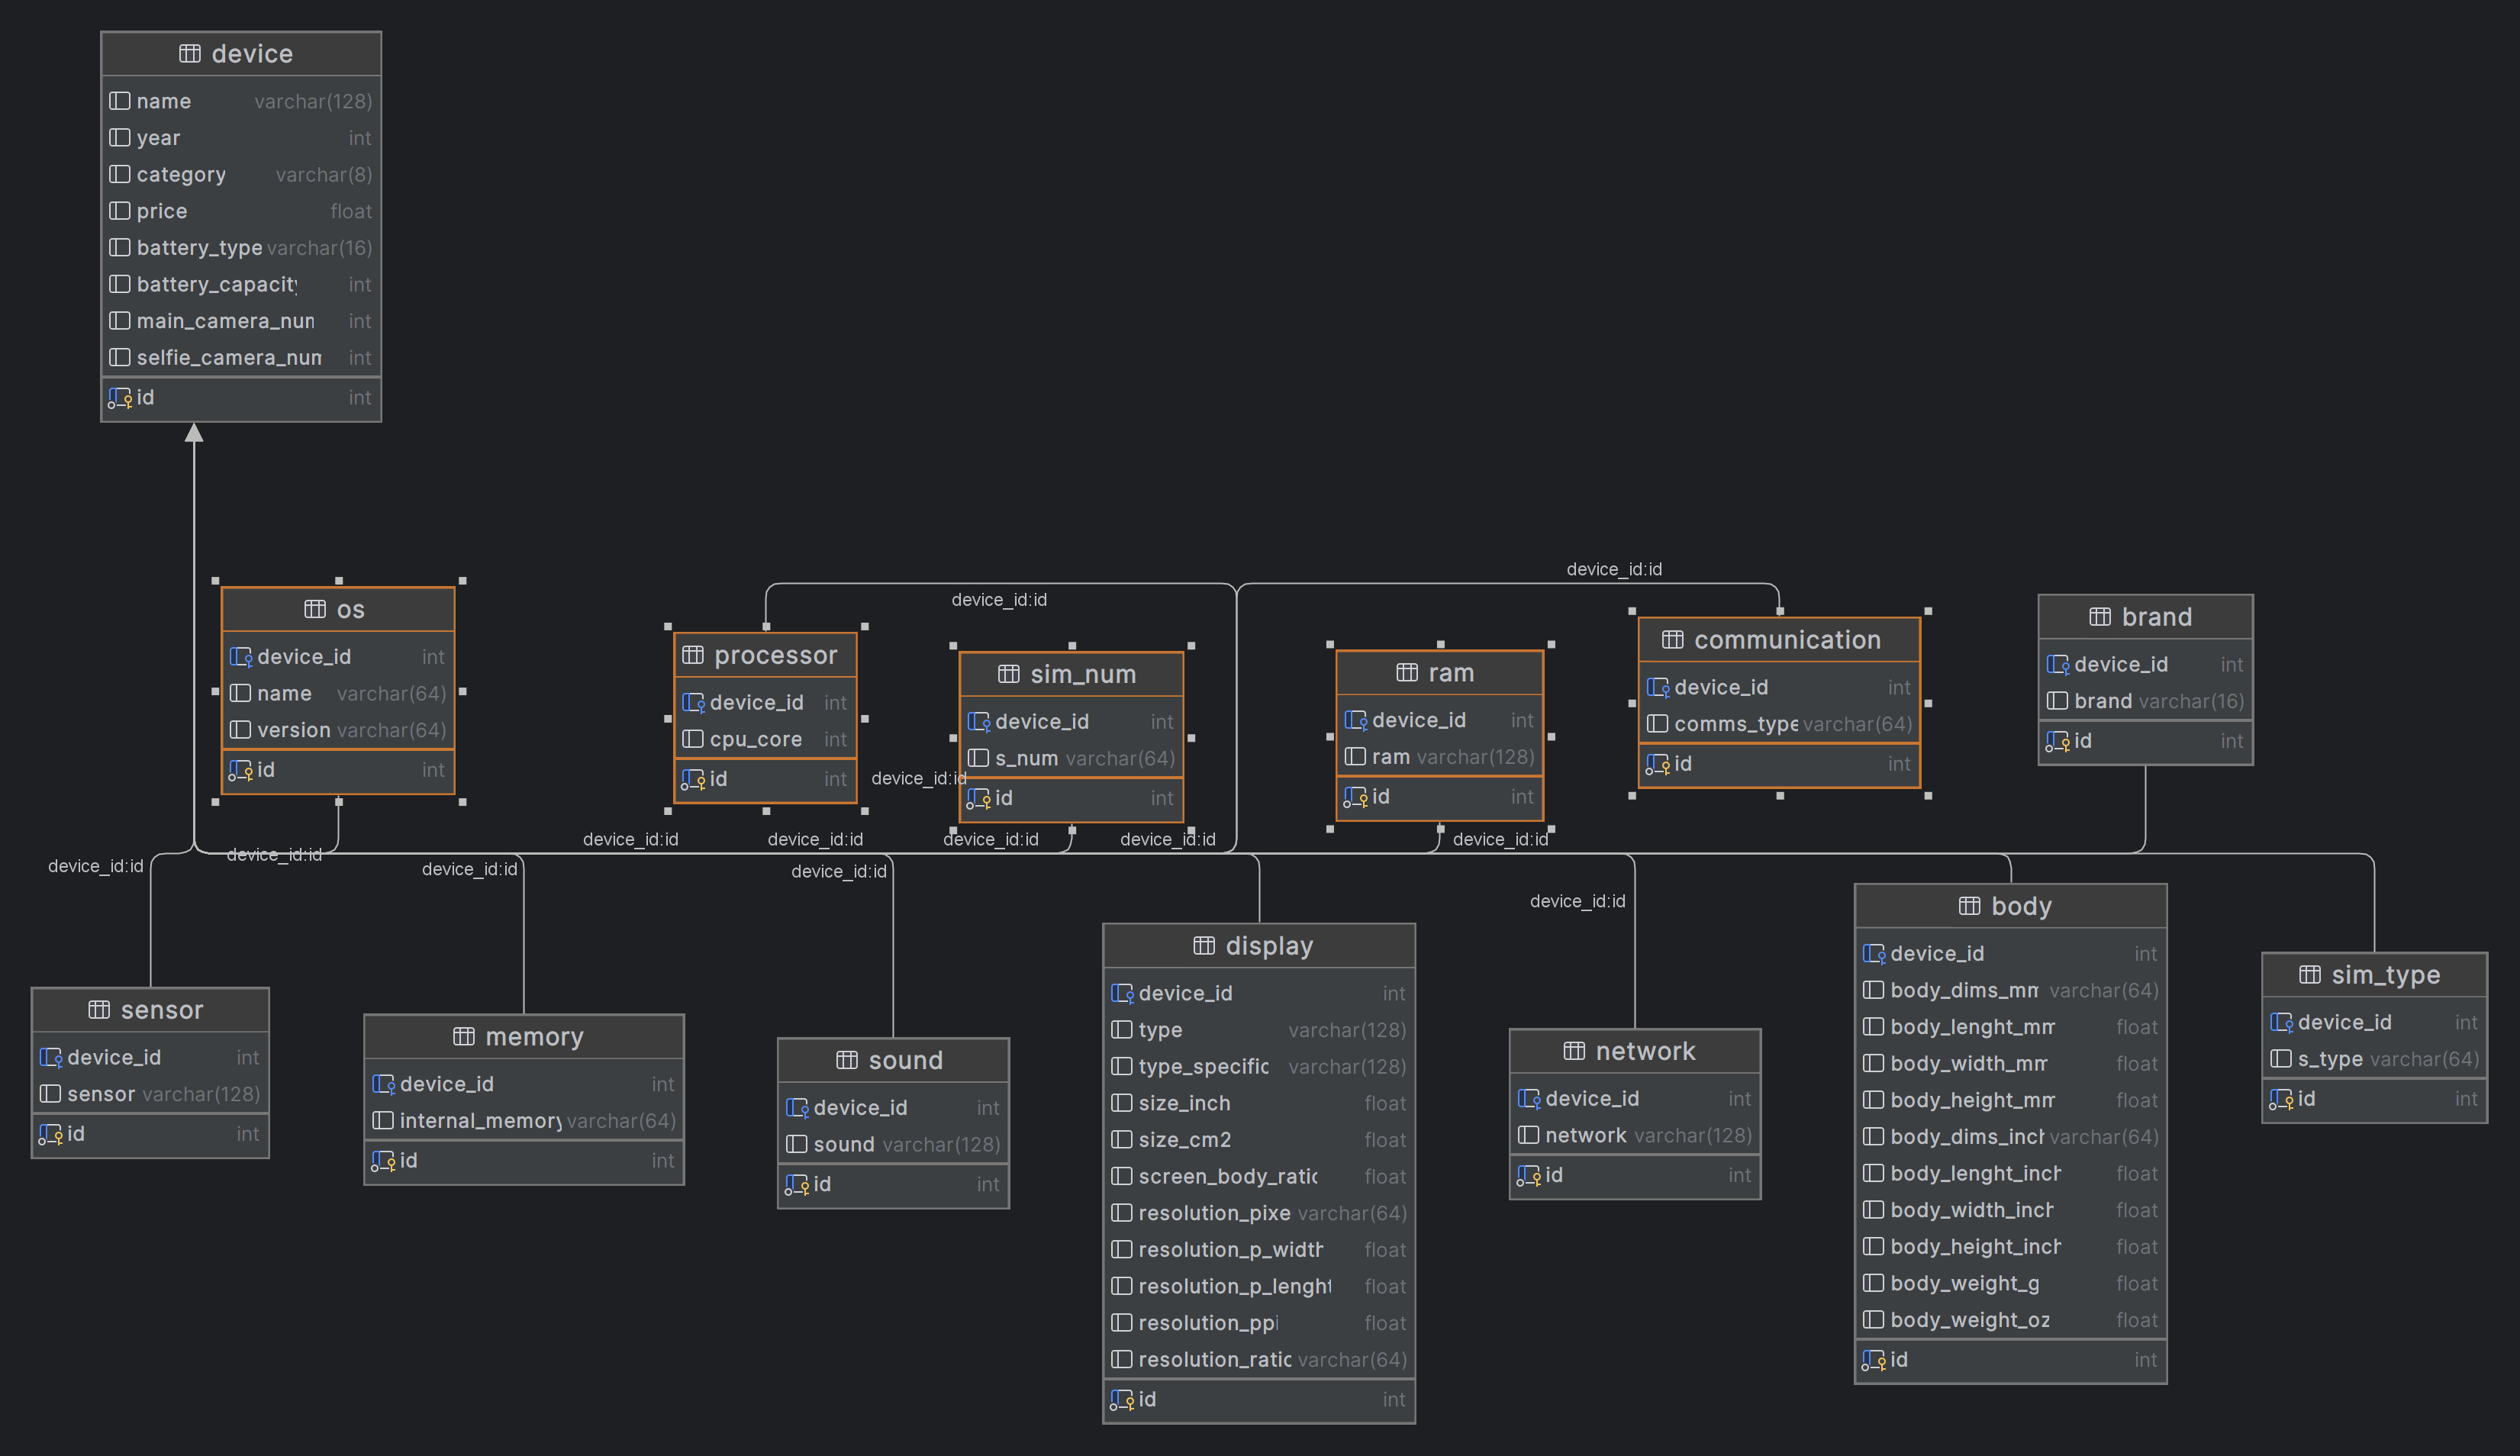 device
name varchar(128)
year int
category varchar(8)
price float
battery_type varchar(16)
battery_capacity int
main_camera_num int
selfie_camera_num int
id int
device_id:id
device_id:id
os
device_id int
name varchar(64)
version varchar(64)
id int
processor
device_id int
cpu_core int
id int
sim_num
device_id int
s_num varchar(64)
id int
ram
device_id int
ram varchar(128)
id int
communication
device_id int
comms_type varchar(64)
id int
brand
device_id int
brand varchar(16)
id int
device_id:id
device_id:id
device_id:id
device_id:id
device_id:id
device_id:id
device_id:id
device_id:id
device_id:id
device_id:id
device_id:id
sensor
device_id int
sensor varchar(128)
id int
memory
device_id int
internal_memory varchar(64)
id int
sound
device_id int
sound varchar(128)
id int
display
device_id int
type varchar(128)
type_specific varchar(128)
size_inch float
size_cm2 float
screen_body_ratio float
resolution_pixe varchar(64)
resolution_p_width float
resolution_p_lenght float
resolution_ppi float
resolution_ratio varchar(64)
id int
device_id:id
network
device_id int
network varchar(128)
id int
body
device_id int
body_dims_mm varchar(64)
body_lenght_mm float
body_width_mm float
body_height_mm float
body_dims_inch varchar(64)
body_lenght_inch float
body_width_inch float
body_height_inch float
body_weight_g float
body_weight_oz float
id int
sim_type
device_id int
s_type varchar(64)
id int